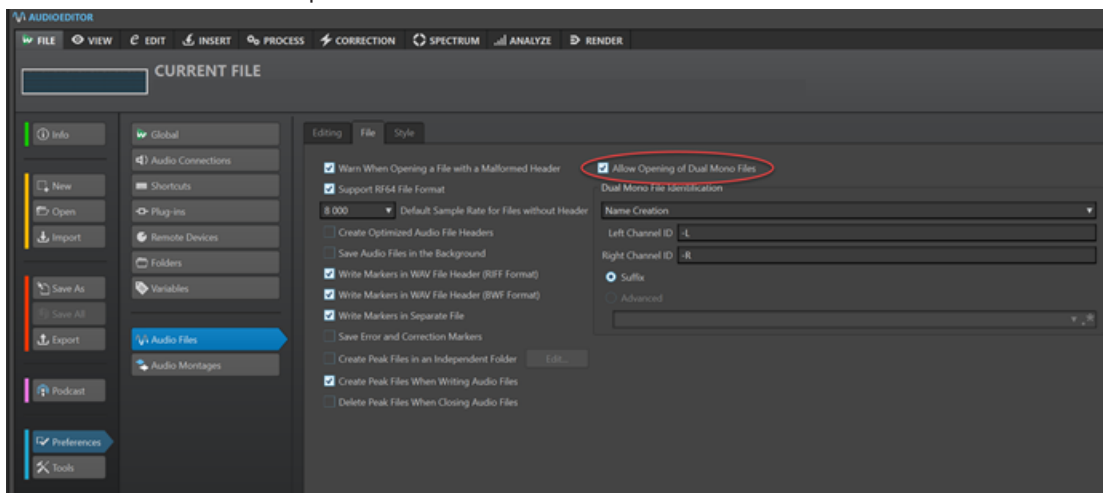 AUDIOEDITOR
FILE VIEW EDIT INSERT PROCESS CORRECTION SPECTRUM ANALYZE RENDER
CURRENT FILE
Info
New
Open
Import
Save As
Save All
Export
Podcast
Preferences
Tools
Global
Audio Connections
Shortcuts
Plug-ins
Remote Devices
Folders
Variables
Audio Files
Audio Montages
Editing File Style
Warn When Opening a File with a Malformed Header
Support RF64 File Format
8 000 Default Sample Rate for Files without Header
Create Optimized Audio File Headers
Save Audio Files in the Background
Write Markers in WAV File Header (RIFF Format)
Write Markers in WAV File Header (BWF Format)
Write Markers in Separate File
Save Error and Correction Markers
Create Peak Files in an Independent Folder Edit...
Create Peak Files When Writing Audio Files
Delete Peak Files When Closing Audio Files
Allow Opening of Dual Mono Files
Dual Mono File Identification
Name Creation
Left Channel ID -L
Right Channel ID -R
Suffix
Advanced